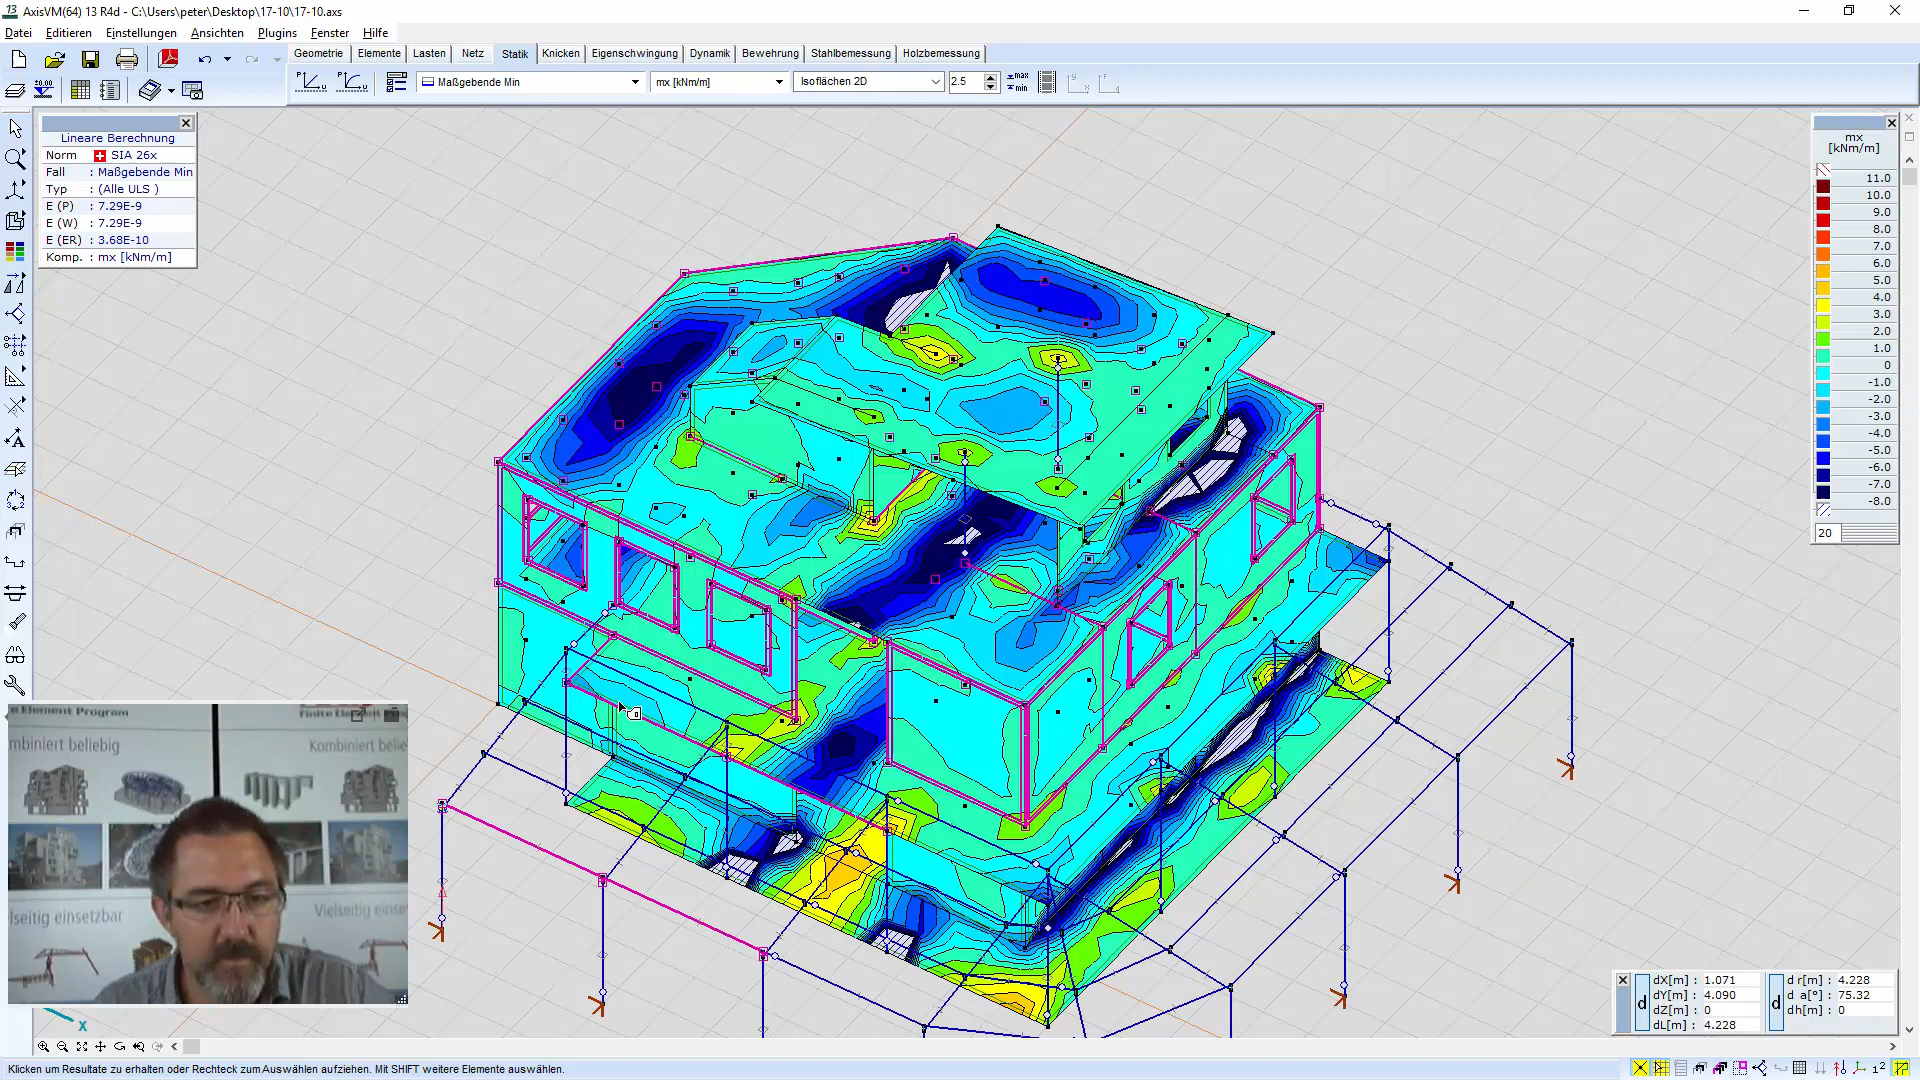 13 AxisVM(64) 13 R4d - C:\Users\peter\Desktop\17-10\17-10.axs
Datei Editieren Einstellungen Ansichten Plugins Fenster Hilfe
Geometrie Elemente Lasten Netz Statik Knicken Eigenschwingung Dynamik Bewehrung Stahlbemessung Holzbemessung
Maßgebende Min mx [kNm/m] Isoflächen 2D 2.5 max min
Lineare Berechnung
Norm SIA 26x
Fall : Maßgebende Min
Typ : (Alle ULS )
E (P) : 7.29E-9
E (W) : 7.29E-9
E (ER) : 3.68E-10
Komp. : mx [kNm/m]
mx
[kNm/m]
11.0
10.0
9.0
8.0
7.0
6.0
5.0
4.0
3.0
2.0
1.0
0
-1.0
-2.0
-3.0
-4.0
-5.0
-6.0
-7.0
-8.0
20
e Element Program
mbiniert beliebig
Kombiniert belie
lseitig einsetzbar
Vielseitig einset
X
d
dX[m] : 1.071
dY[m] : 4.090
dZ[m] : 0
dL[m] : 4.228
d
d r[m] : 4.228
d a[°] : 75.32
dh[m] : 0
Klicken um Resultate zu erhalten oder Rechteck zum Auswählen aufziehen. Mit SHIFT weitere Elemente auswählen.